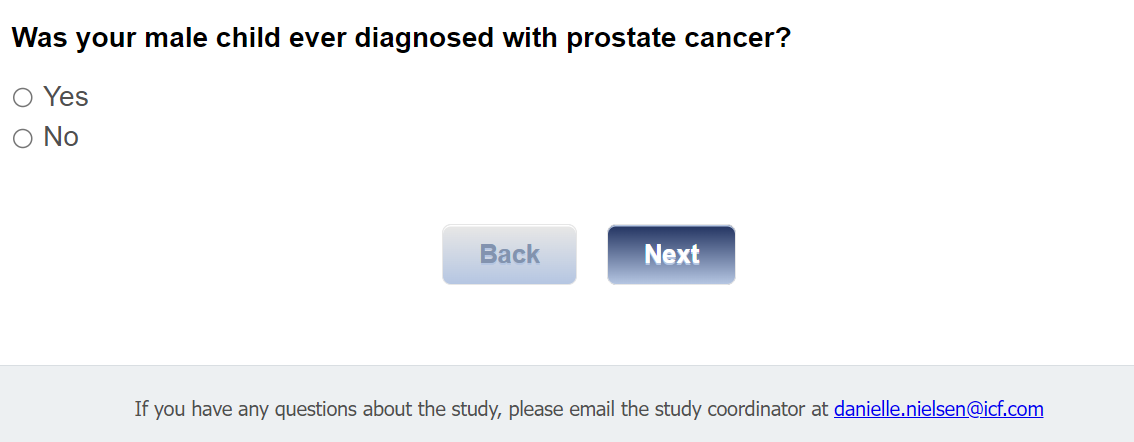 Was your male child ever diagnosed with prostate cancer?
Yes
No
Back
Next
If you have any questions about the study, please email the study coordinator at danielle.nielsen@icf.com